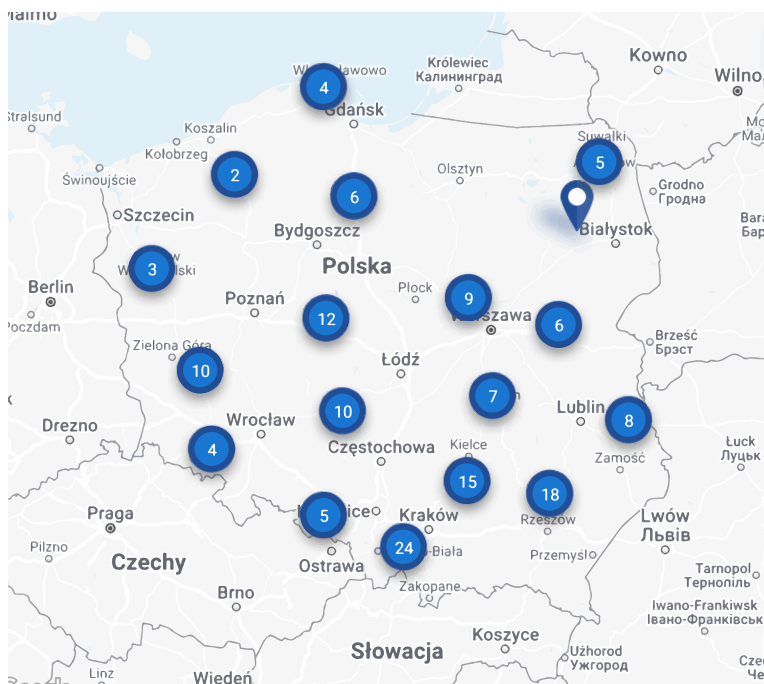 Kowno
Królewiec
Калининград
Wilno
4
Gdańsk
Stralsund
Koszalin
Kołobrzeg
Suwałki
5
Olsztyn
2
Świnoujście
6
Grodno
Гродна
Szczecin
Białystok
Bydgoszcz
Polska
3
Berlin
Poczdam
Poznań
Płock
9
Warszawa
12
6
Brześć
Брэст
Zielona Góra
Łódź
10
7
10
Lublin
8
Drezno
Wrocław
4
Częstochowa
Kielce
Zamość
Łuck
Луцьк
15
18
Praga
5
Kraków
Rzeszów
Lwów
Львів
Pilzno
Czechy
24
Ostrawa
Przemyśl
Tarnopol
Тернопіль
Zakopane
Brno
Iwano-Frankiwsk
Івано-Франківськ
Słowacja
Koszyce
Użhorod
Ужгород
Linz
Wiedeń